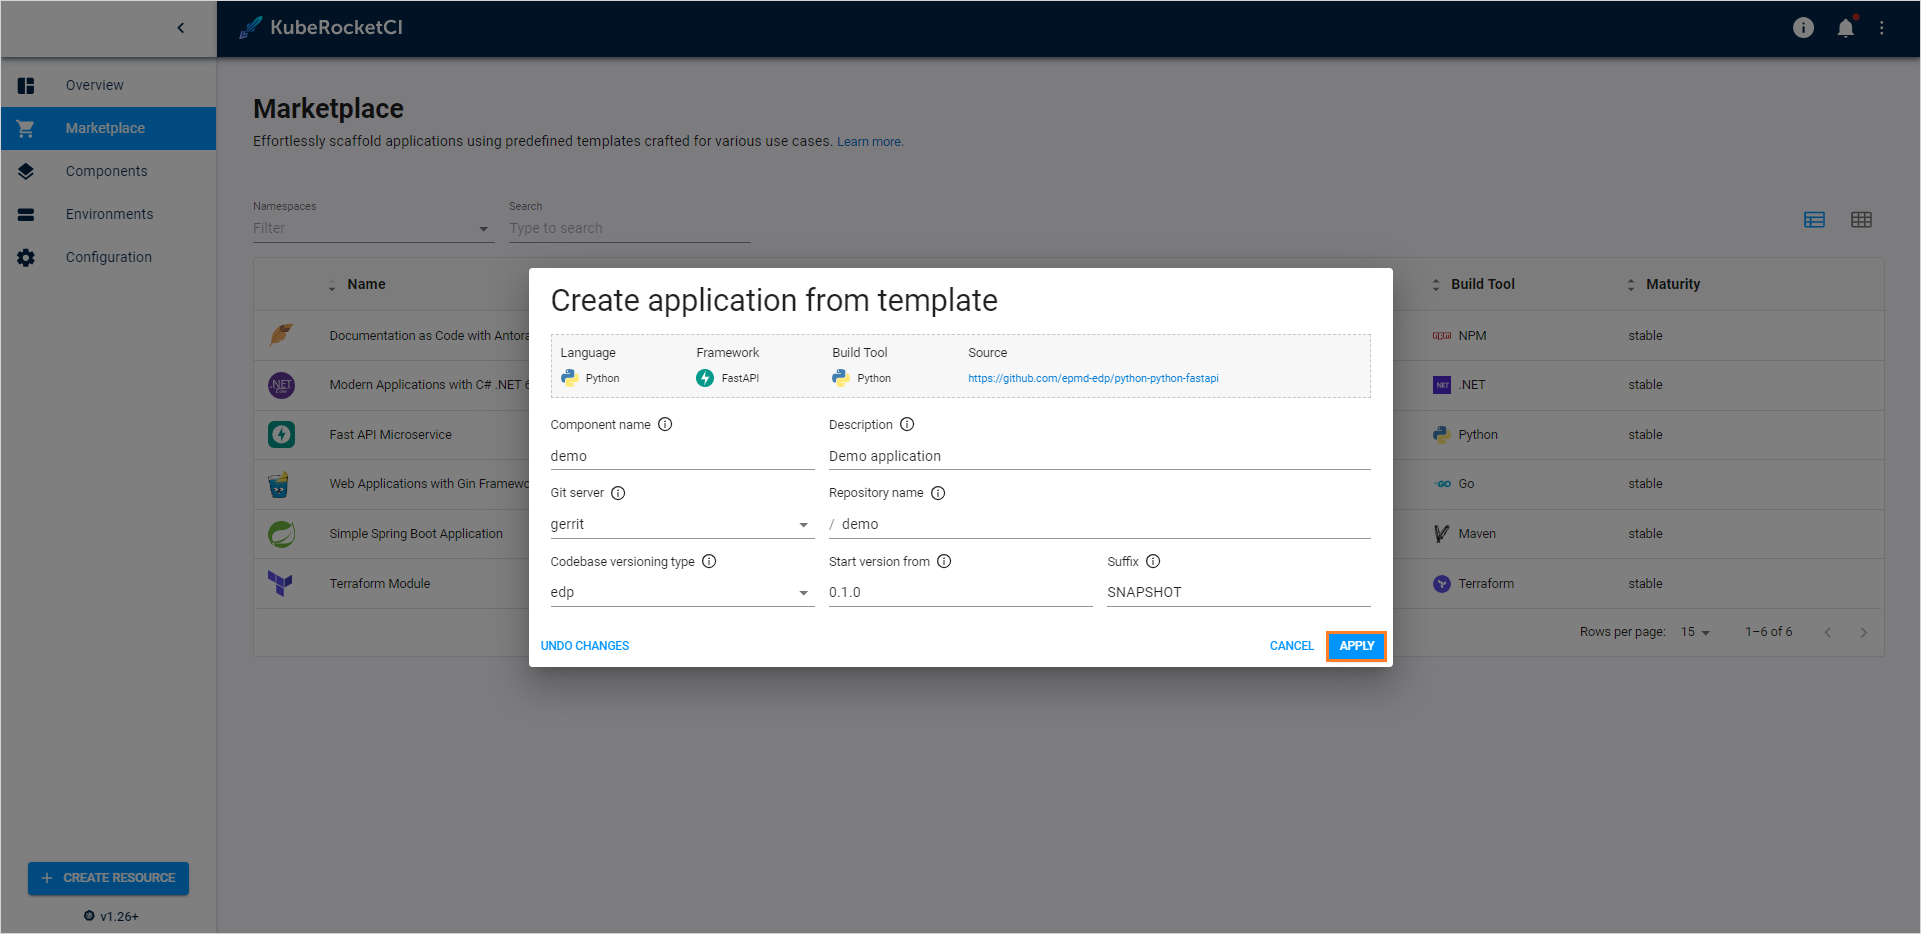 KubeRocketCI
Overview
Marketplace
Components
Environments
Configuration
CREATE RESOURCE
v1.26+
Marketplace
Effortlessly scaffold applications using predefined templates crafted for various use cases. Learn more.
Namespaces
Filter
Search
Type to search
Name
Build Tool
Maturity
Documentation as Code with Antora
NPM
stable
Modern Applications with C# .NET 6
.NET
stable
Fast API Microservice
Python
stable
Web Applications with Gin Framewo
Go
stable
Simple Spring Boot Application
Maven
stable
Terraform Module
Terraform
stable
Rows per page: 15
1–6 of 6
Create application from template
Language
Framework
Build Tool
Source
Python
FastAPI
Python
https://github.com/epmd-edp/python-python-fastapi
Component name
Description
demo
Demo application
Git server
Repository name
gerrit
/ demo
Codebase versioning type
Start version from
Suffix
edp
0.1.0
SNAPSHOT
UNDO CHANGES
CANCEL
APPLY